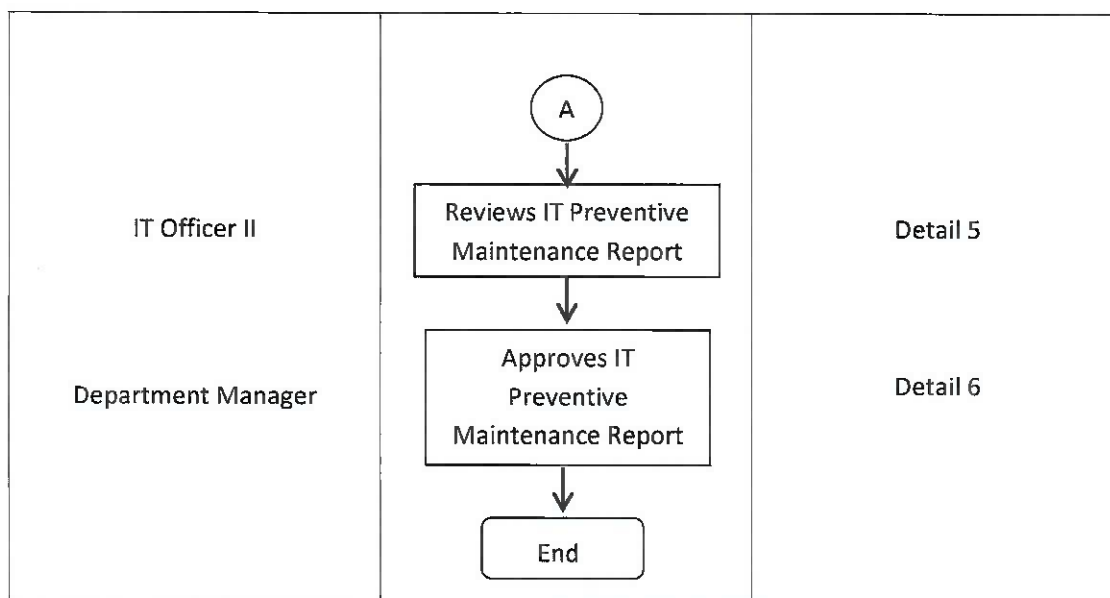 A
IT Officer II
Reviews IT Preventive
Maintenance Report
Detail 5
Department Manager
Approves IT
Preventive
Maintenance Report
Detail 6
End